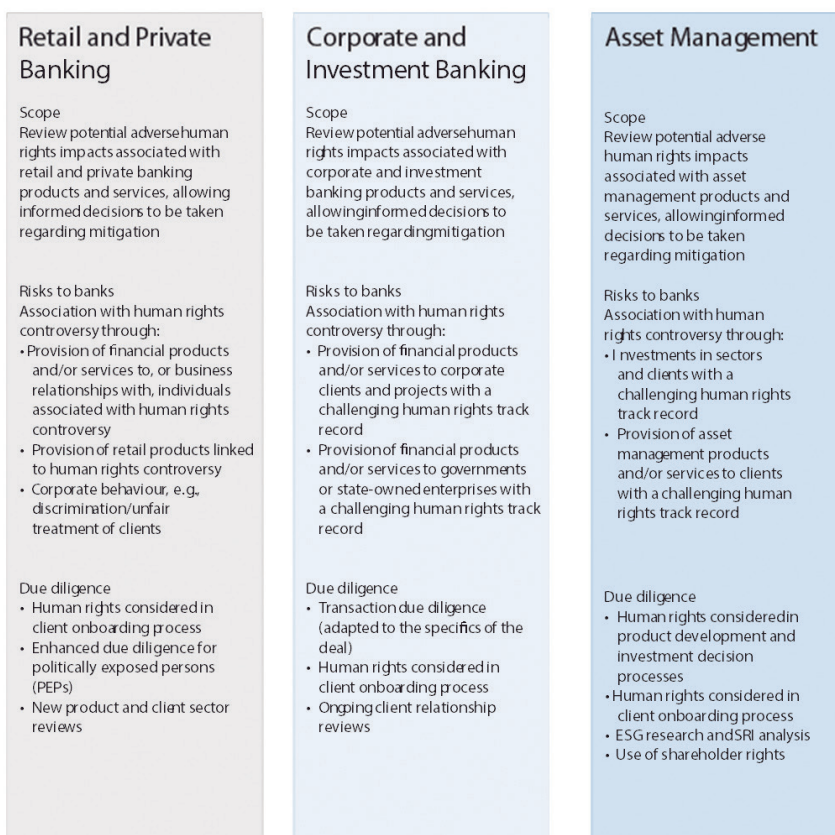 Retail and Private
Banking
Scope
Review potential adversehuman
rights impacts associated with
retail and private banking
products and services, allowing
informed decisions to be taken
regarding mitigation
Risks to banks
Association with human rights
controversy through:
•Provision of financial products
and/or services to, or business
relationships with, individuals
associated with human rights
controversy
• Provision of retail products linked
to human rights controversy
• Corporate behaviour, e.g.,
discrimination/unfair
treatment of clients
Due diligence
• Human rights considered in
client onboarding process
• Enhanced due diligence for
politically exposed persons
(PEPs)
• New product and client sector
reviews
Corporate and
Investment Banking
Scope
Review potential adversehuman
rights impacts associated with
corporate and investment
banking products and services,
allowinginformed decisions to
be taken regardingmitigation
Risks to banks
Association with human rights
controversy through:
• Provision of financial products
and/or services to corporate
clients and projects with a
challenging human rights track
record
• Provision of financial products
and/or services to governments
or state-owned enterprises with
a challenging human rights track
record
Due diligence
• Transaction due diligence
(adapted to the specifics of the
deal)
• Human rights considered in
client onboarding process
• Ongoing client relationship
reviews
Asset Management
Scope
Review potential adverse
human rights impacts
associated with asset
management products and
services, allowinginformed
decisions to be taken
regarding mitigation
Risks to banks
Association with human
rights controversy through:
• I nvestments in sectors
and clients with a
challenging human rights
track record
• Provision of asset
management products
and/or services to clients
with a challenging human
rights track record
Due diligence
• Human rights consideredin
product development and
investment decision
processes
•Human rights considered in
client onboarding process
• ESG research andSRI analysis
• Use of shareholder rights